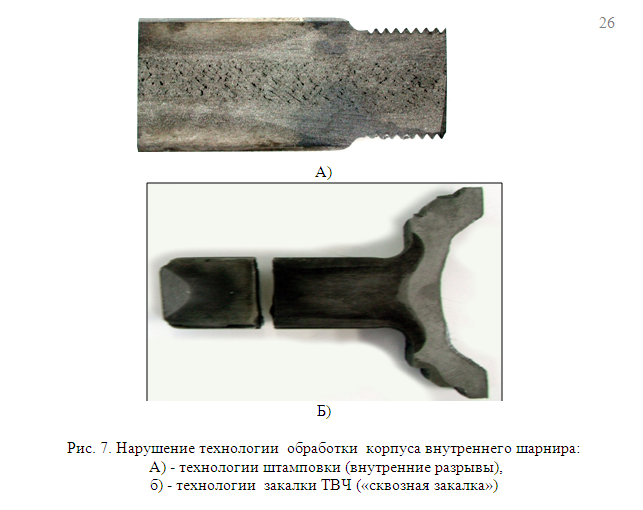 26
А)
Б)
Рис. 7. Нарушение технологии обработки корпуса внутреннего шарнира:
А) - технологии штамповки (внутренние разрывы),
б) - технологии закалки ТВЧ («сквозная закалка»)